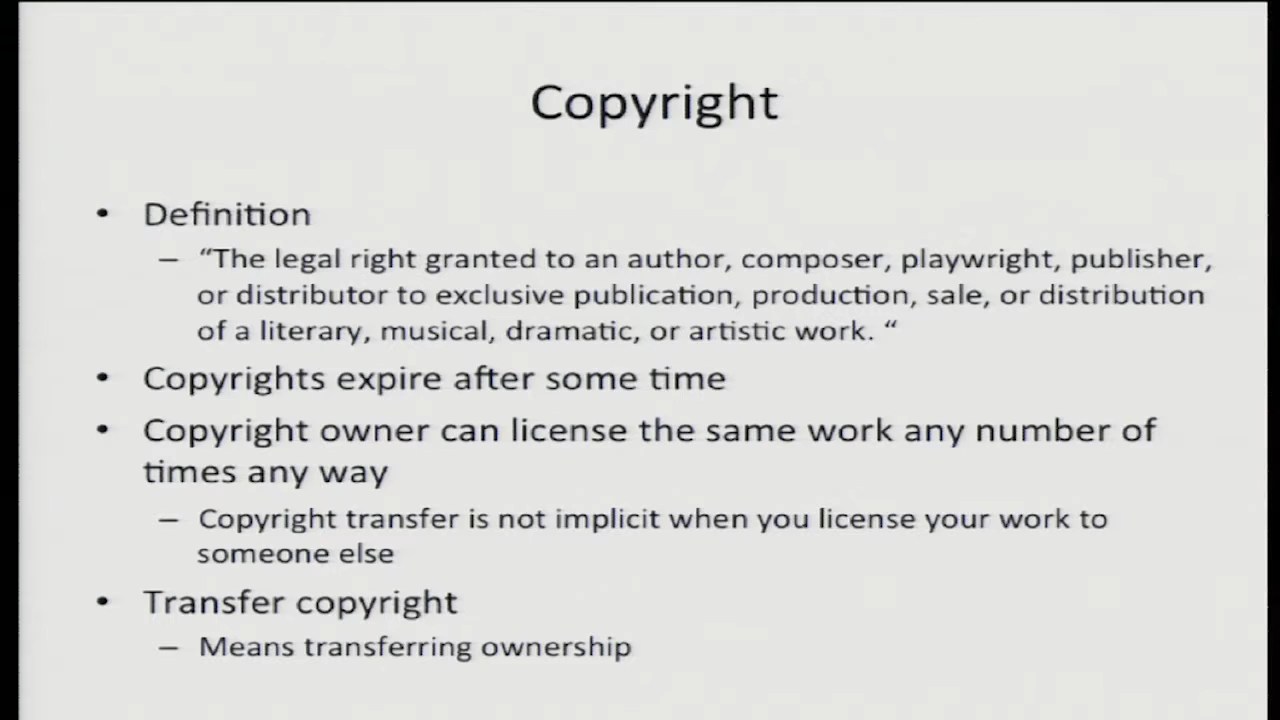 Copyright
• Definition
– “The legal right granted to an author, composer, playwright, publisher,
or distributor to exclusive publication, production, sale, or distribution
of a literary, musical, dramatic, or artistic work. “
• Copyrights expire after some time
• Copyright owner can license the same work any number of
times any way
– Copyright transfer is not implicit when you license your work to
someone else
• Transfer copyright
– Means transferring ownership